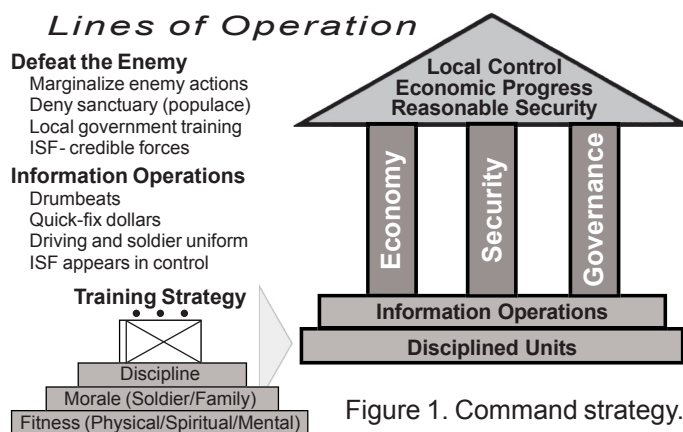 Lines of Operation
Defeat the Enemy
Marginalize enemy actions
Deny sanctuary (populace)
Local government training
ISF- credible forces
Information Operations
Drumbeats
Quick-fix dollars
Driving and soldier uniform
ISF appears in control
Training Strategy
Discipline
Morale (Soldier/Family)
Fitness (Physical/Spiritual/Mental)
Local Control
Economic Progress
Reasonable Security
Economy
Security
Governance
Information Operations
Disciplined Units
Figure 1. Command strategy.